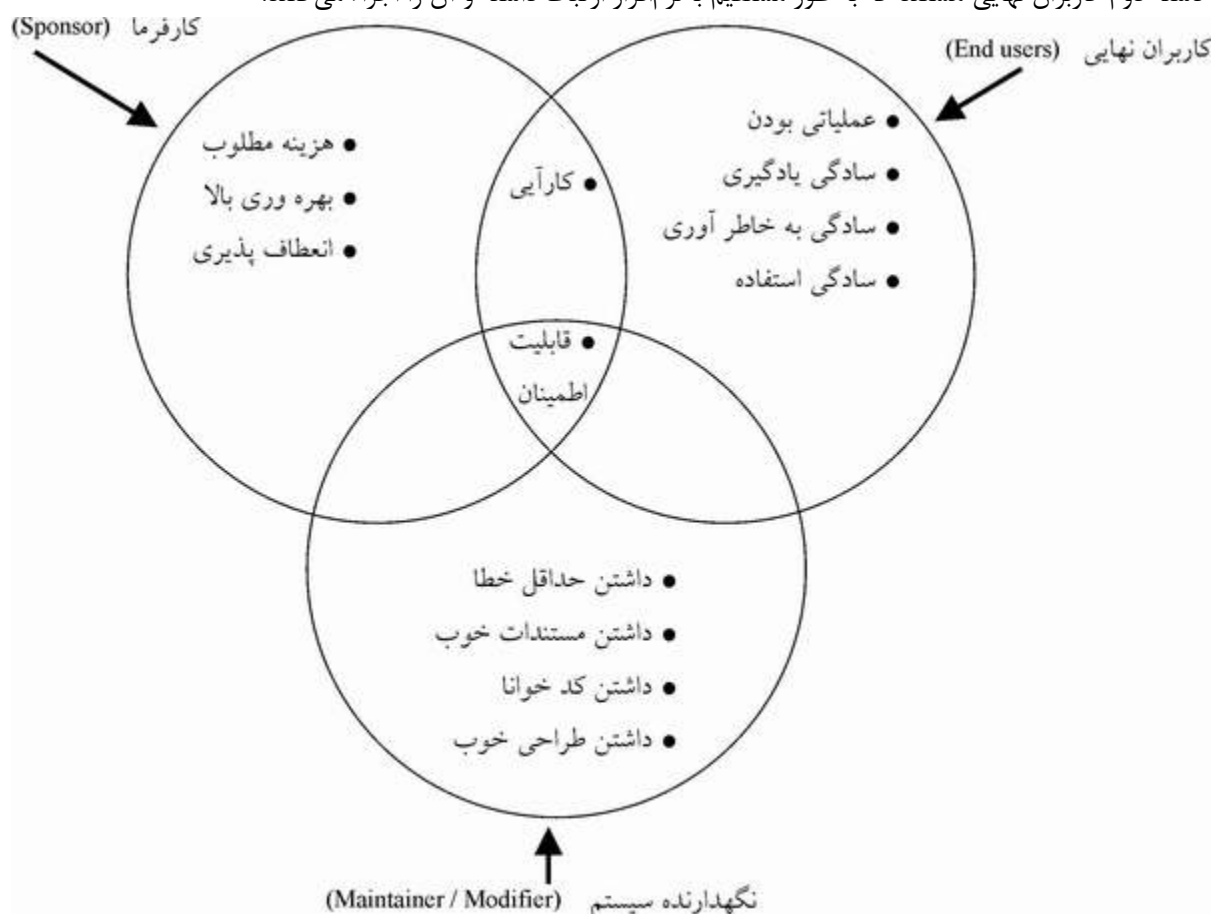 کاربران نهایی (End users)
کارفرما (Sponsor)
● عملیاتی بودن
● سادگی یادگیری
● سادگی به خاطر آوری
● سادگی استفاده
● کارآیی
● هزینه مطلوب
● بهره وری بالا
● انعطاف پذیری
● قابلیت
اطمینان
● داشتن حداقل خطا
● داشتن مستندات خوب
● داشتن کد خوانا
● داشتن طراحی خوب
نگهدارنده سیستم (Maintainer / Modifier)